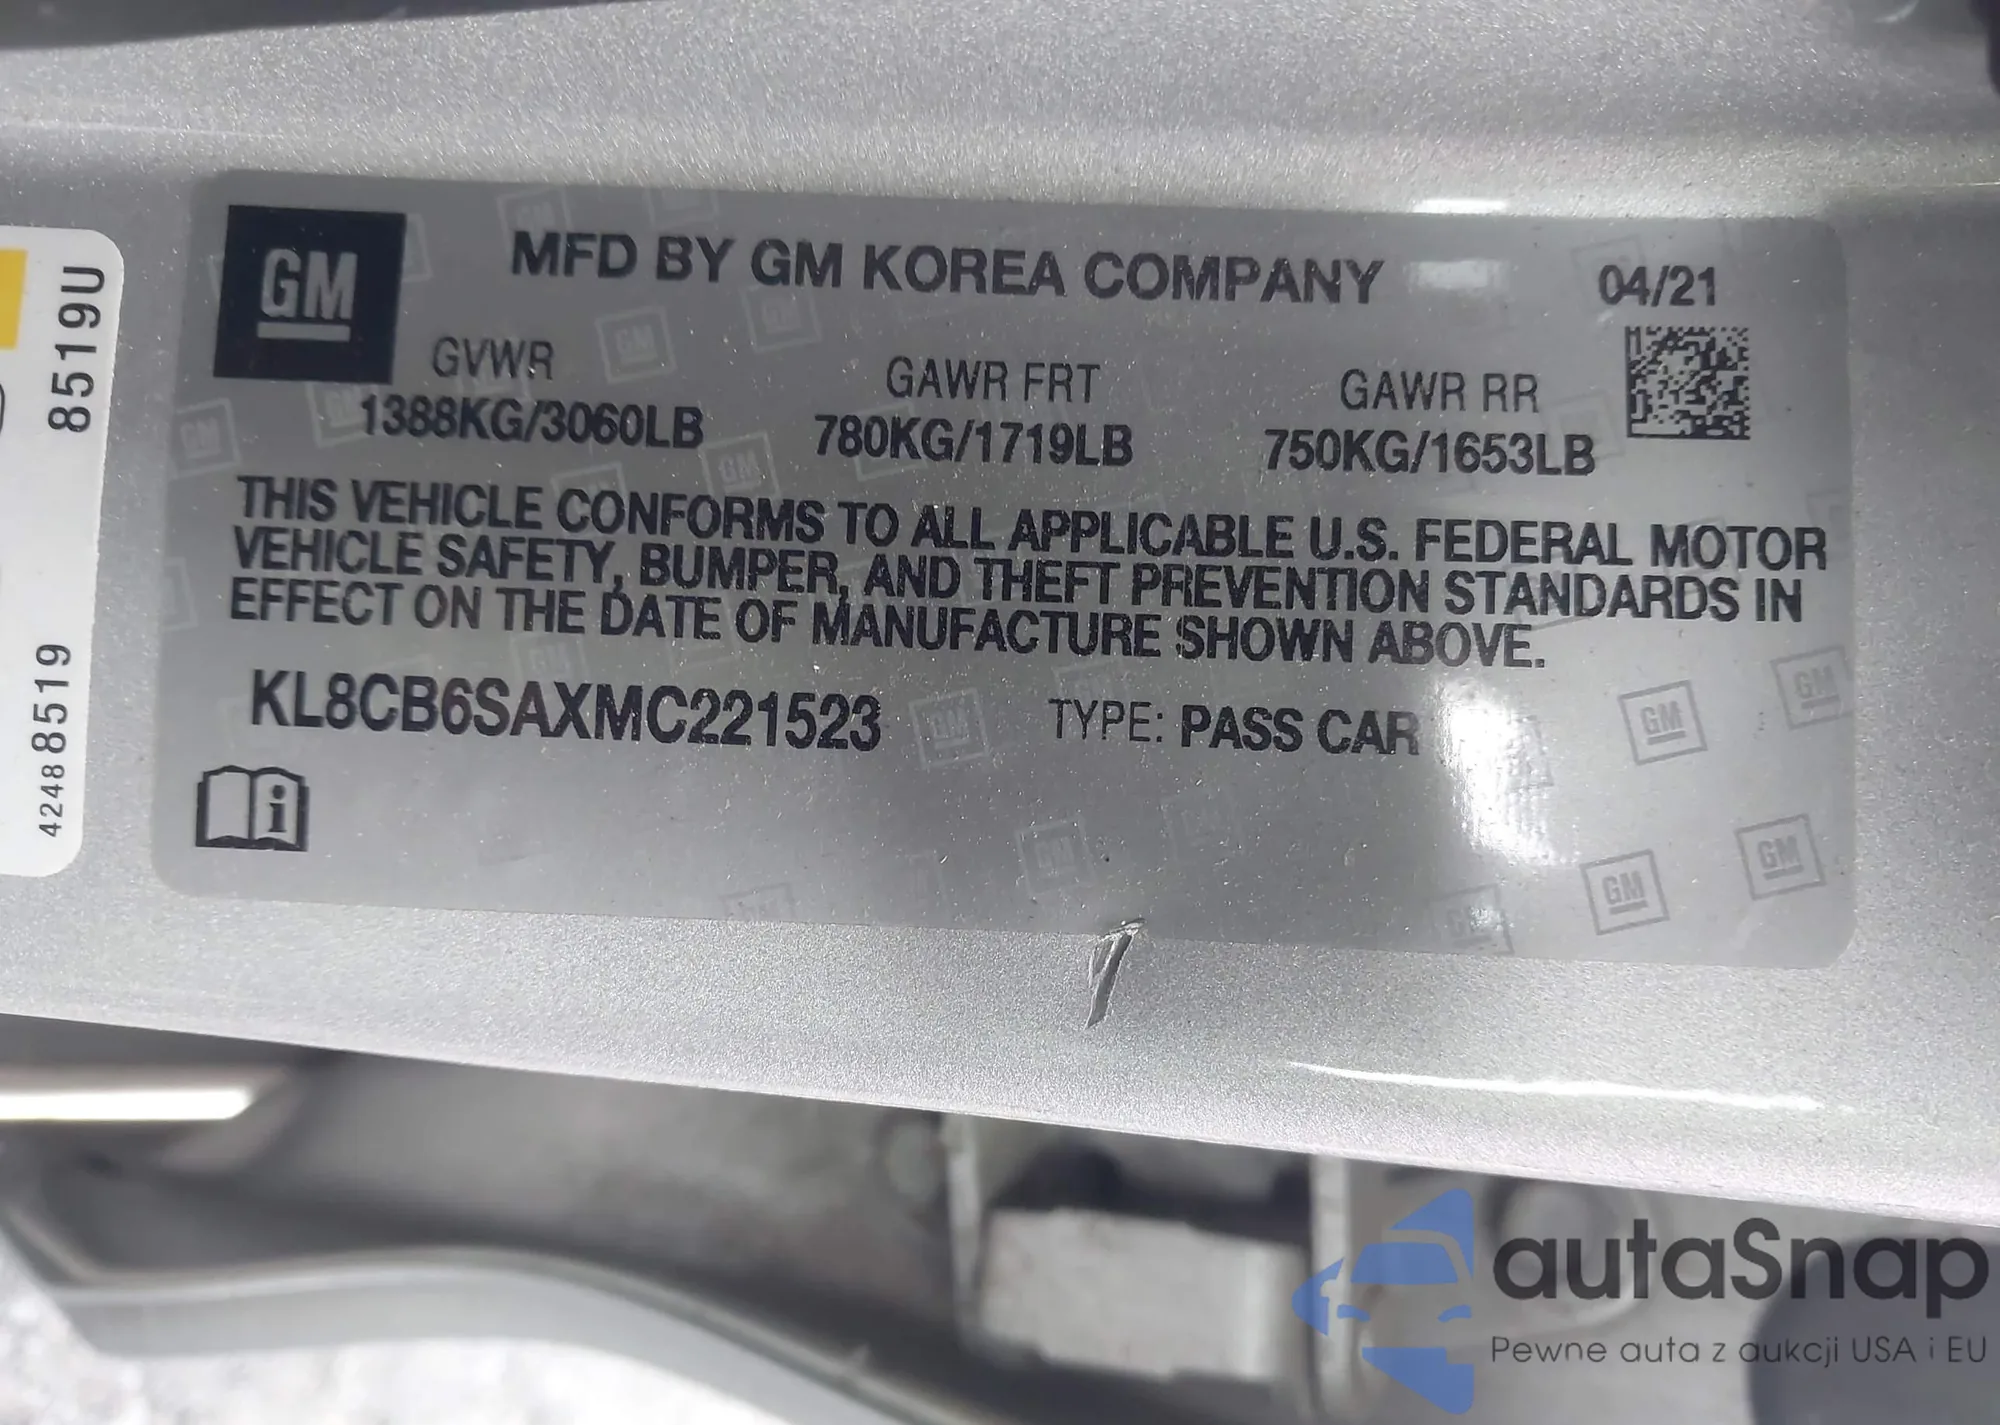 8519U
8519
42488519
GM
MFD BY GM KOREA COMPANY
04/21
GVWR
GAWR FRT
GAWR RR
1388KG/3060LB
780KG/1719LB
750KG/1653LB
THIS VEHICLE CONFORMS TO ALL APPLICABLE U.S. FEDERAL MOTOR
VEHICLE SAFETY, BUMPER, AND THEFT PREVENTION STANDARDS IN
EFFECT ON THE DATE OF MANUFACTURE SHOWN ABOVE.
KL8CB6SAXMC221523
TYPE: PASS CAR
autaSnap
Pewne auta z aukcji USA i EU